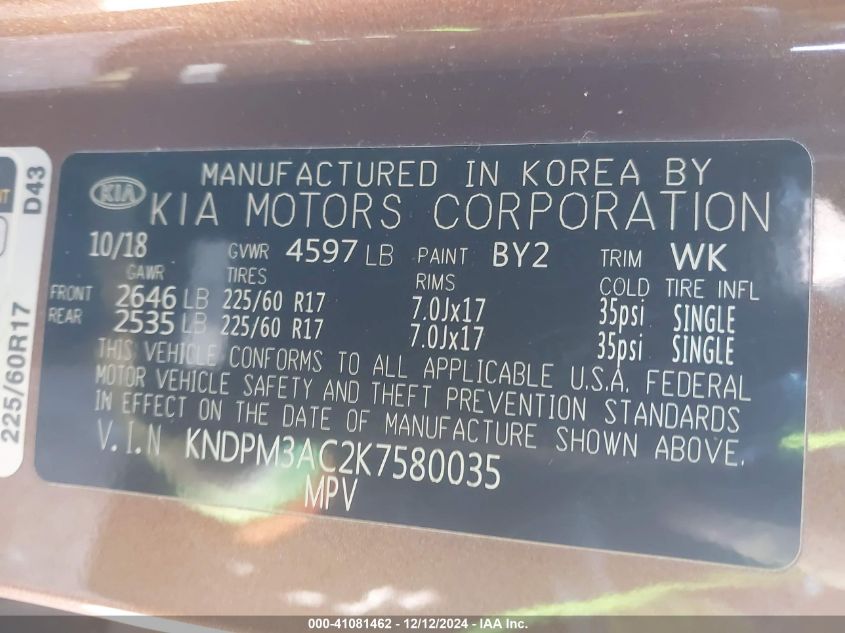 MANUFACTURED IN KOREA BY
KIA KIA MOTORS CORPORATION
10/18 GVWR 4597 LB PAINT BY2 TRIM WK
GAWR TIRES RIMS COLD TIRE INFL
FRONT 2646 LB 225/60 R17 7.0Jx17 35psi SINGLE
REAR 2535 LB 225/60 R17 7.0Jx17 35psi SINGLE
THIS VEHICLE CONFORMS TO ALL APPLICABLE U.S.A. FEDERAL
MOTOR VEHICLE SAFETY AND THEFT PREVENTION STANDARDS
IN EFFECT ON THE DATE OF MANUFACTURE SHOWN ABOVE.
V.I.N KNDPM3AC2K7580035
MPV
225/60R17 D43
000-41081462 - 12/12/2024 - IAA Inc.